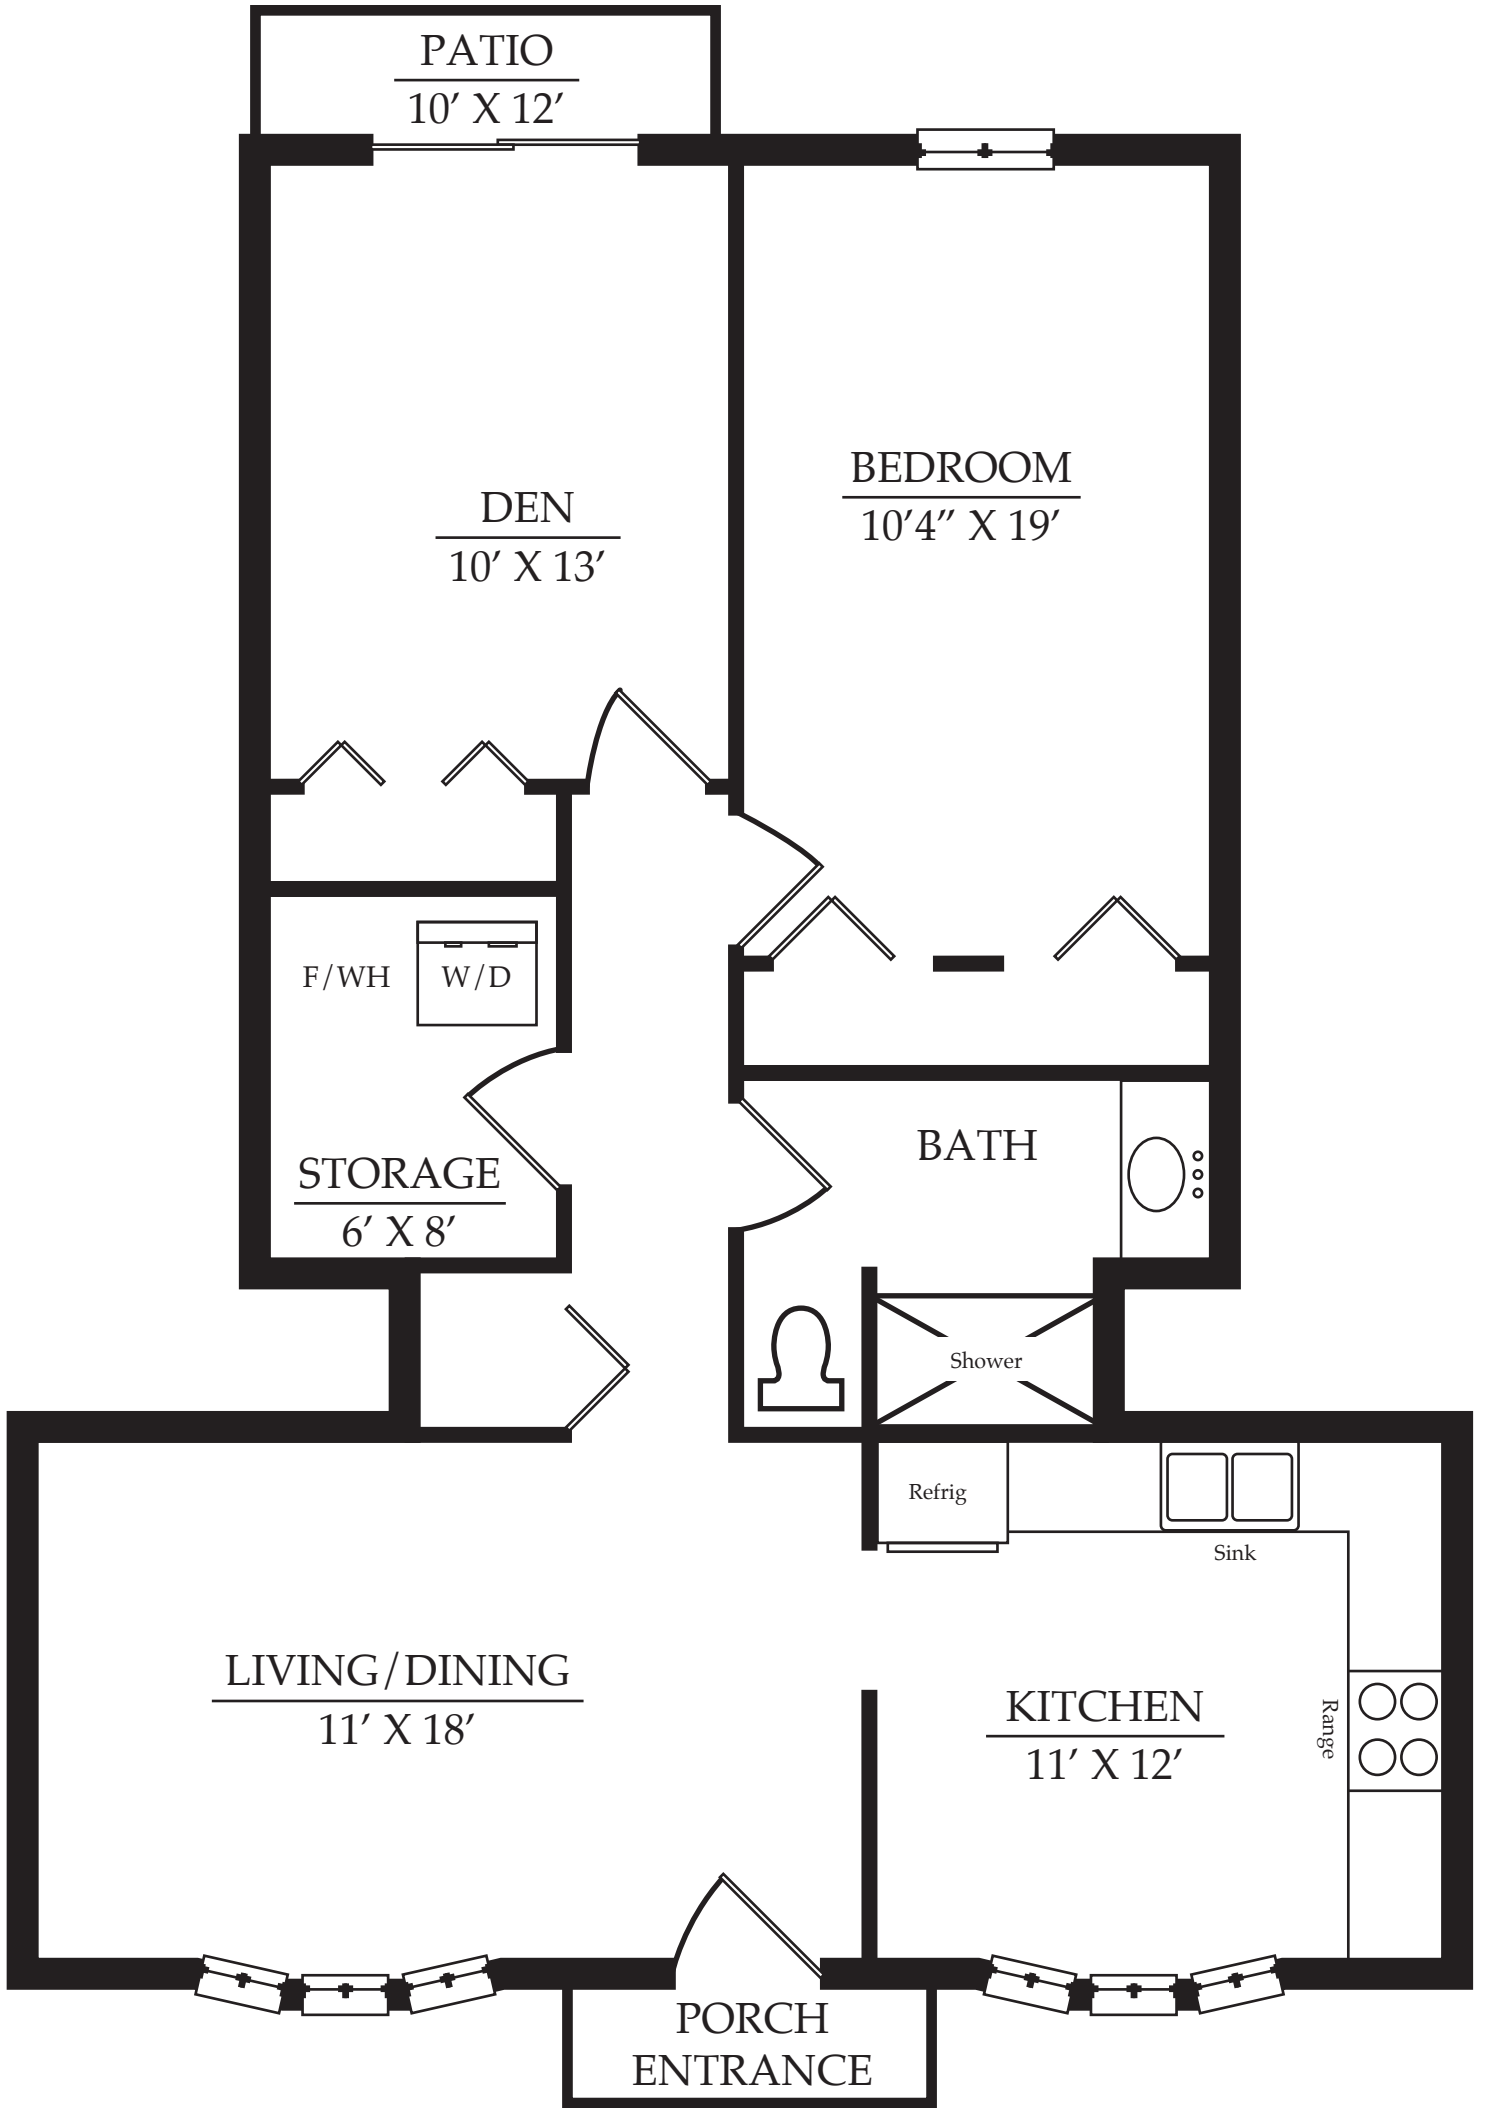 PATIO
10′ X 12′
BEDROOM
10′4″ X 19′
DEN
10′ X 13′
F/WH
W/D
BATH
STORAGE
6′ X 8′
Shower
Refrig
Sink
LIVING/DINING
11′ X 18′
KITCHEN
11′ X 12′
Range
PORCH
ENTRANCE